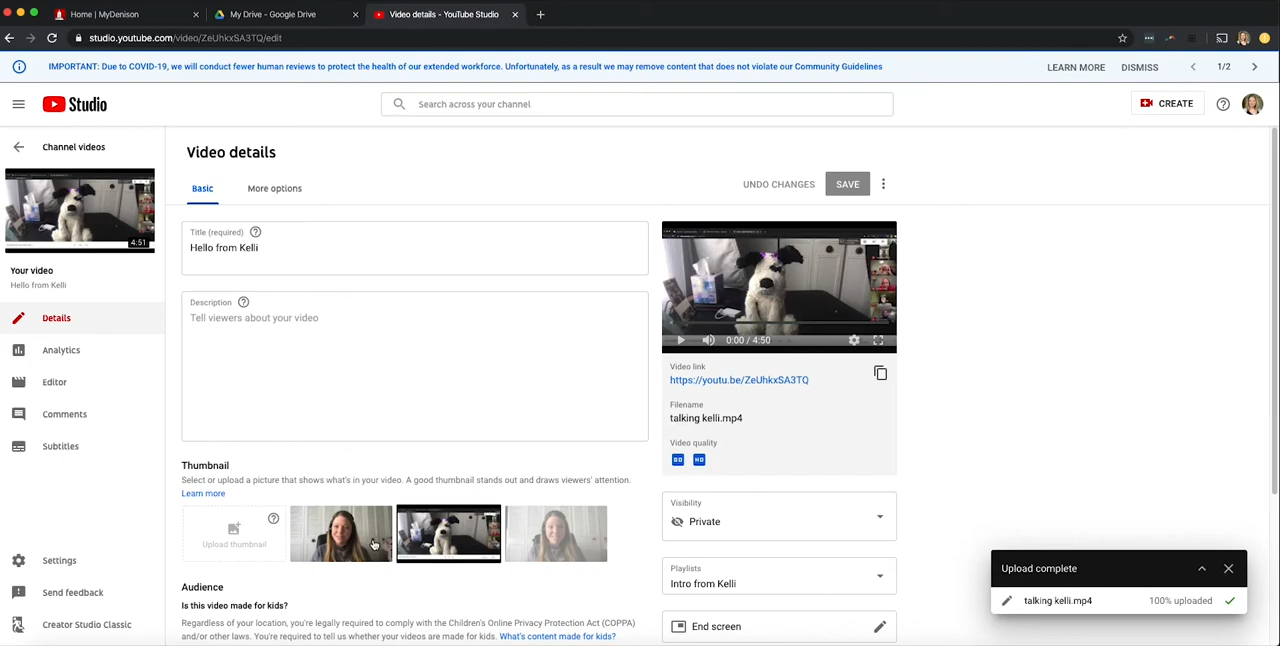 Home | MyDenison
My Drive - Google Drive
Video details - YouTube Studio
studio.youtube.com/video/ZeUhkxSA3TQ/edit
IMPORTANT: Due to COVID-19, we will conduct fewer human reviews to protect the health of our extended workforce. Unfortunately, as a result we may remove content that does not violate our Community Guidelines
LEARN MORE
DISMISS
1/2
Studio
Search across your channel
CREATE
Channel videos
4:51
Your video
Hello from Kelli
Details
Analytics
Editor
Comments
Subtitles
Settings
Send feedback
Creator Studio Classic
Video details
Basic
More options
UNDO CHANGES
SAVE
Title (required)
Hello from Kelli
Description
Tell viewers about your video
Thumbnail
Select or upload a picture that shows what's in your video. A good thumbnail stands out and draws viewers' attention.
Learn more
Upload thumbnail
Audience
Is this video made for kids?
Regardless of your location, you're legally required to comply with the Children's Online Privacy Protection Act (COPPA)
and/or other laws. You're required to tell us whether your videos are made for kids. What's content made for kids?
0:00 / 4:50
Video link
https://youtu.be/ZeUhkxSA3TQ
Filename
talking kelli.mp4
Video quality
SD HD
Visibility
Private
Playlists
Intro from Kelli
End screen
Upload complete
talking kelli.mp4
100% uploaded